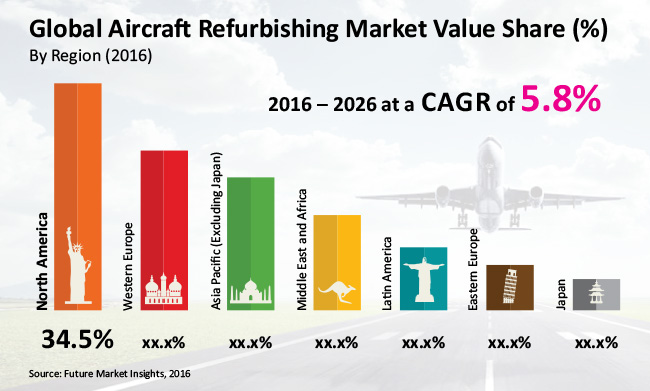 Global Aircraft Refurbishing Market Value Share (%)
By Region (2016)
2016 – 2026 at a CAGR of 5.8%
North America
Western Europe
Asia Pacific (Excluding Japan)
Middle East and Africa
Latin America
Eastern Europe
Japan
34.5% xx.x% xx.x% xx.x% xx.x% xx.x% xx.x%
Source: Future Market Insights, 2016